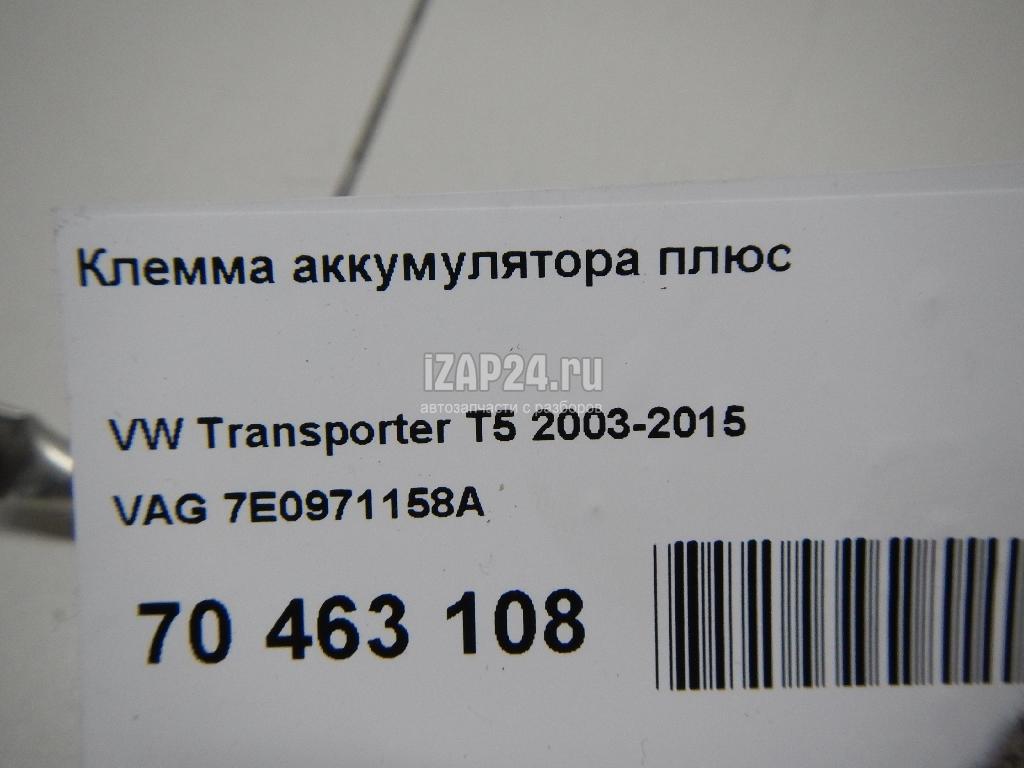 Клемма аккумулятора плюс
iZAP24.ru
автозапчасти с разборов
VW Transporter T5 2003-2015
VAG 7E0971158A
70 463 108